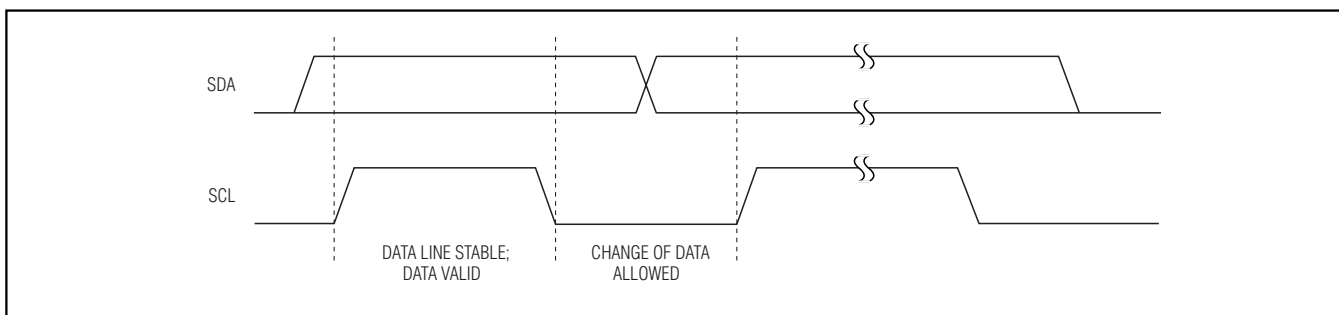 SDA
SCL
DATA LINE STABLE;
DATA VALID
CHANGE OF DATA
ALLOWED